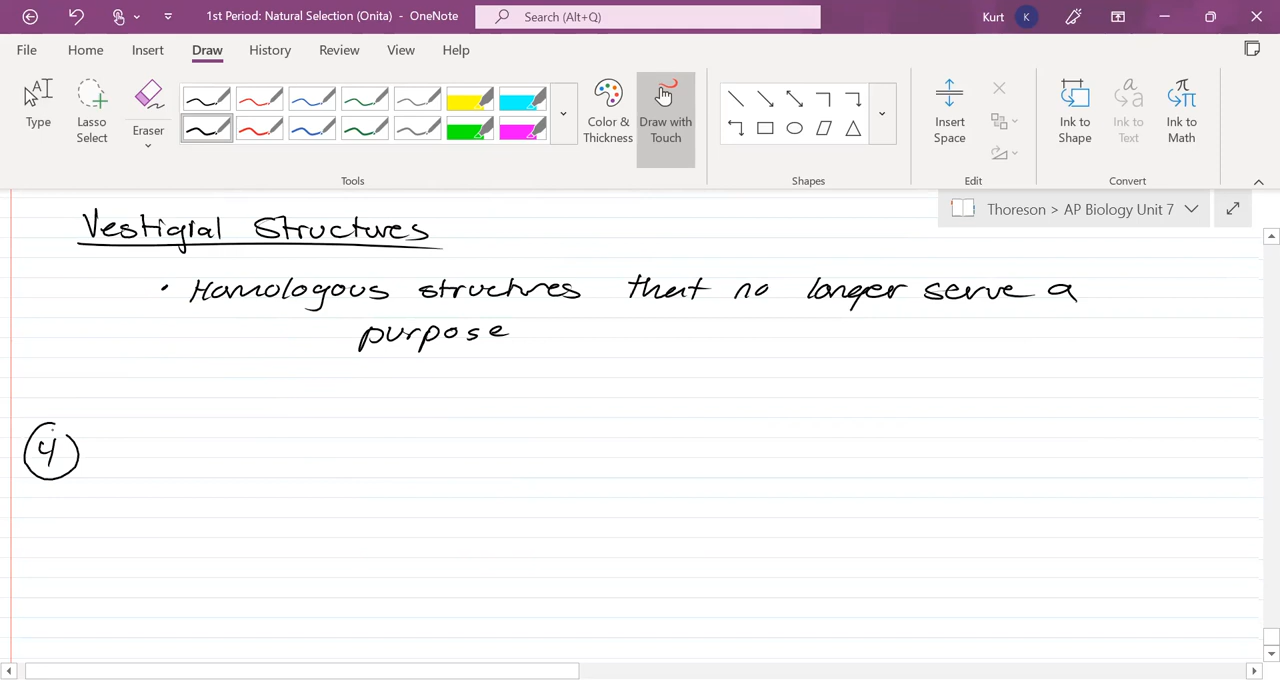 1st Period: Natural Selection (Onita) - OneNote
Search (Alt+Q)
Kurt
K
File Home Insert Draw History Review View Help
Type
Lasso Select
Eraser
Color & Thickness
Draw with Touch
Insert Space
Ink to Shape
Ink to Text
Ink to Math
Tools
Shapes
Edit
Convert
Thoreson > AP Biology Unit 7
Vestigial Structures
• Homologous structures that no longer serve a
purpose
4